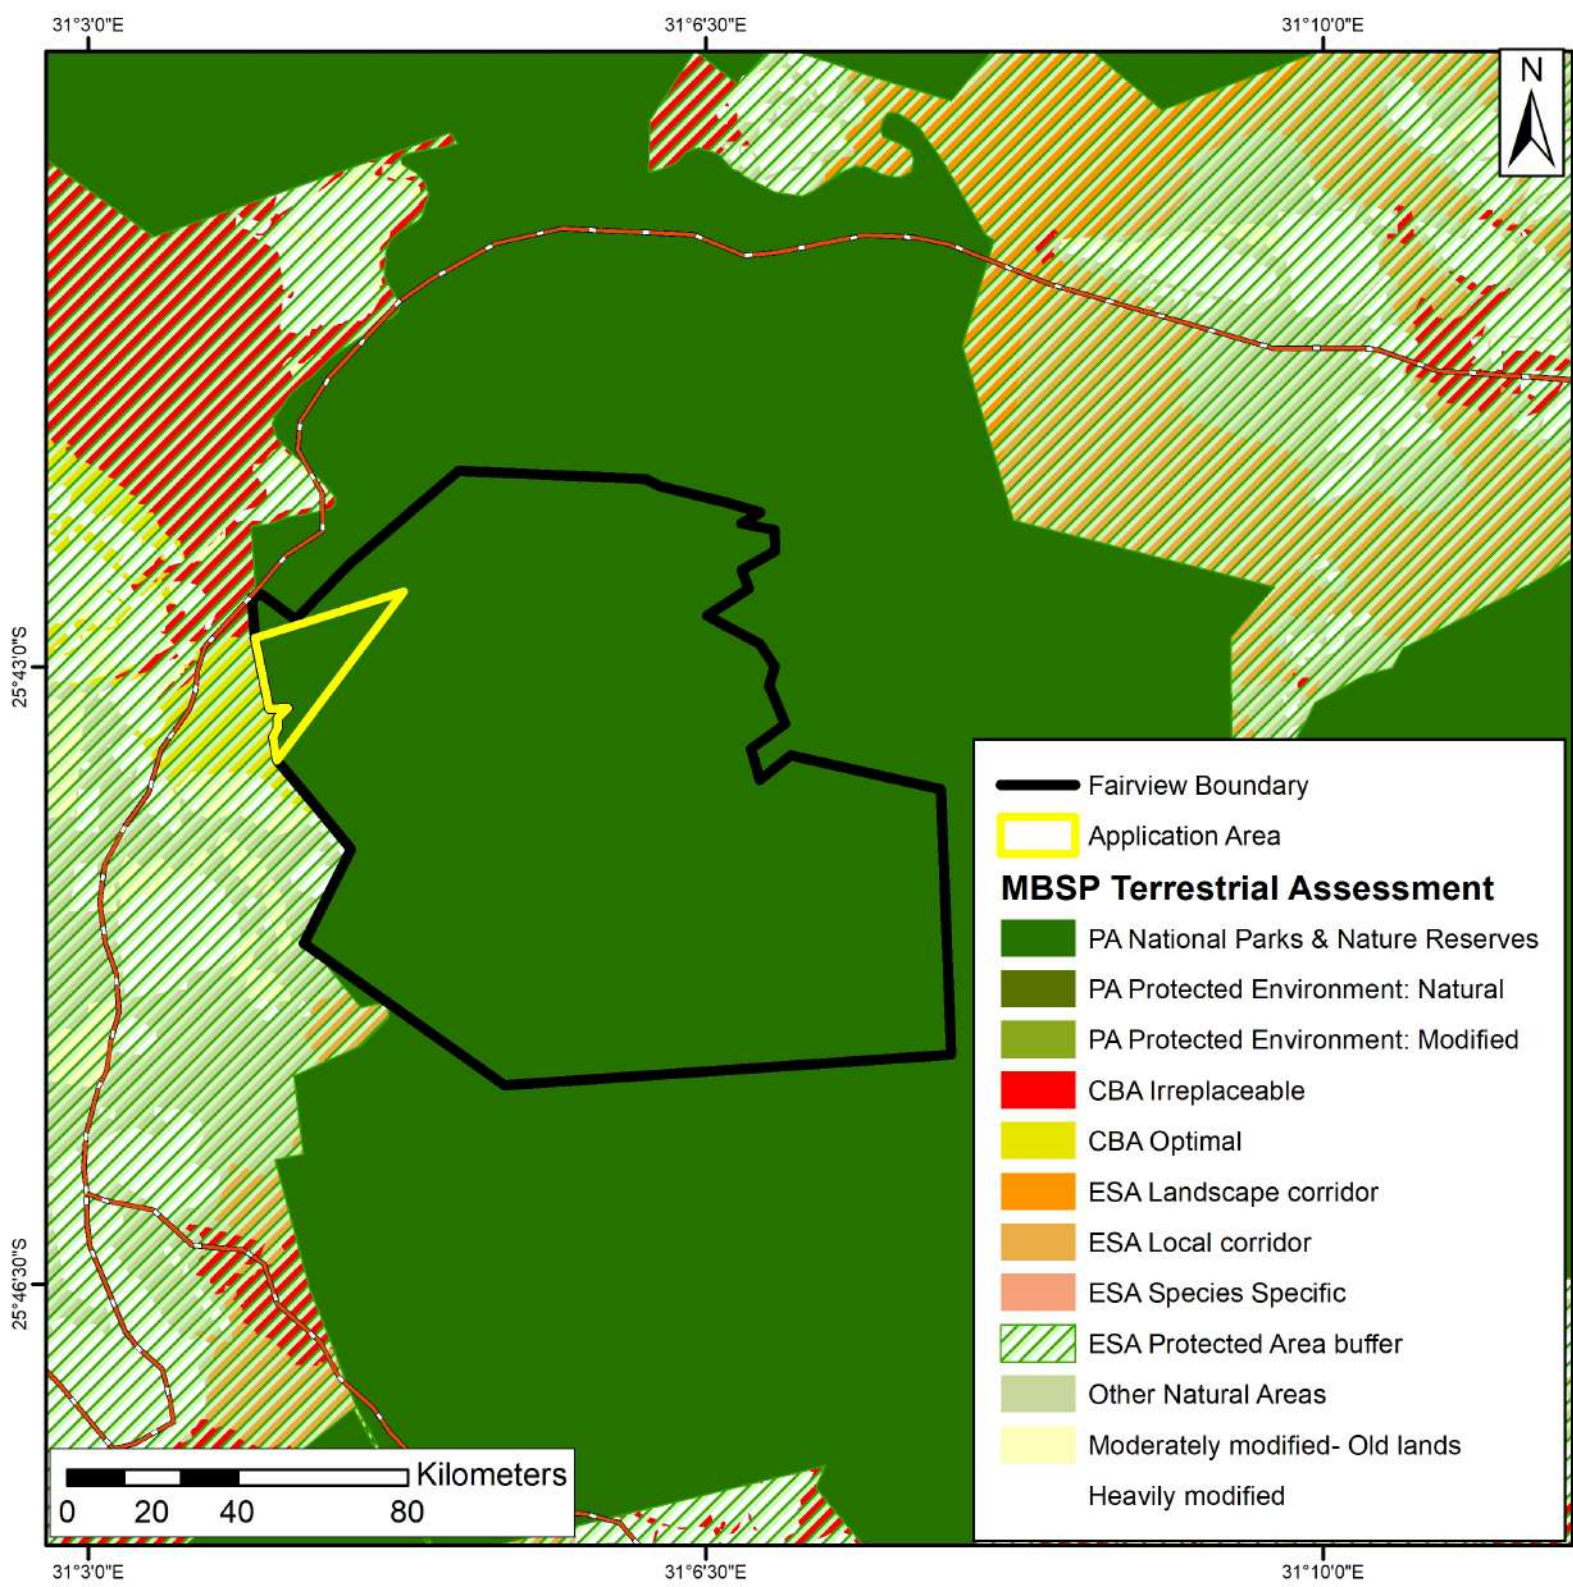 31°3'0"E
31°6'30"E
31°10'0"E
N
25°43'0"S
25°46'30"S
Fairview Boundary
Application Area
MBSP Terrestrial Assessment
PA National Parks & Nature Reserves
PA Protected Environment: Natural
PA Protected Environment: Modified
CBA Irreplaceable
CBA Optimal
ESA Landscape corridor
ESA Local corridor
ESA Species Specific
ESA Protected Area buffer
Other Natural Areas
Moderately modified- Old lands
Heavily modified
Kilometers
0 20 40 80
31°3'0"E
31°6'30"E
31°10'0"E